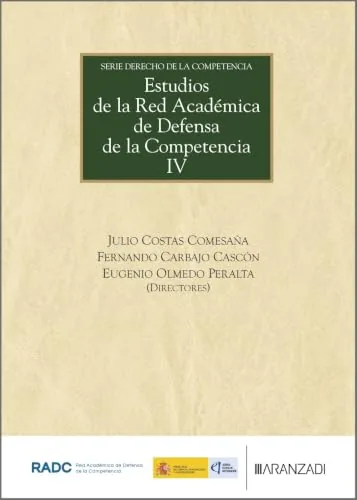 SERIE DERECHO DE LA COMPETENCIA
Estudios
de la Red Académica
de Defensa
de la Competencia
IV
JULIO COSTAS COMESAÑA
FERNANDO CARBAJO CASCÓN
EUGENIO OLMEDO PERALTA
(DIRECTORES)
RADC
Red Académica de Defensa
de la Competencia
ARANZADI